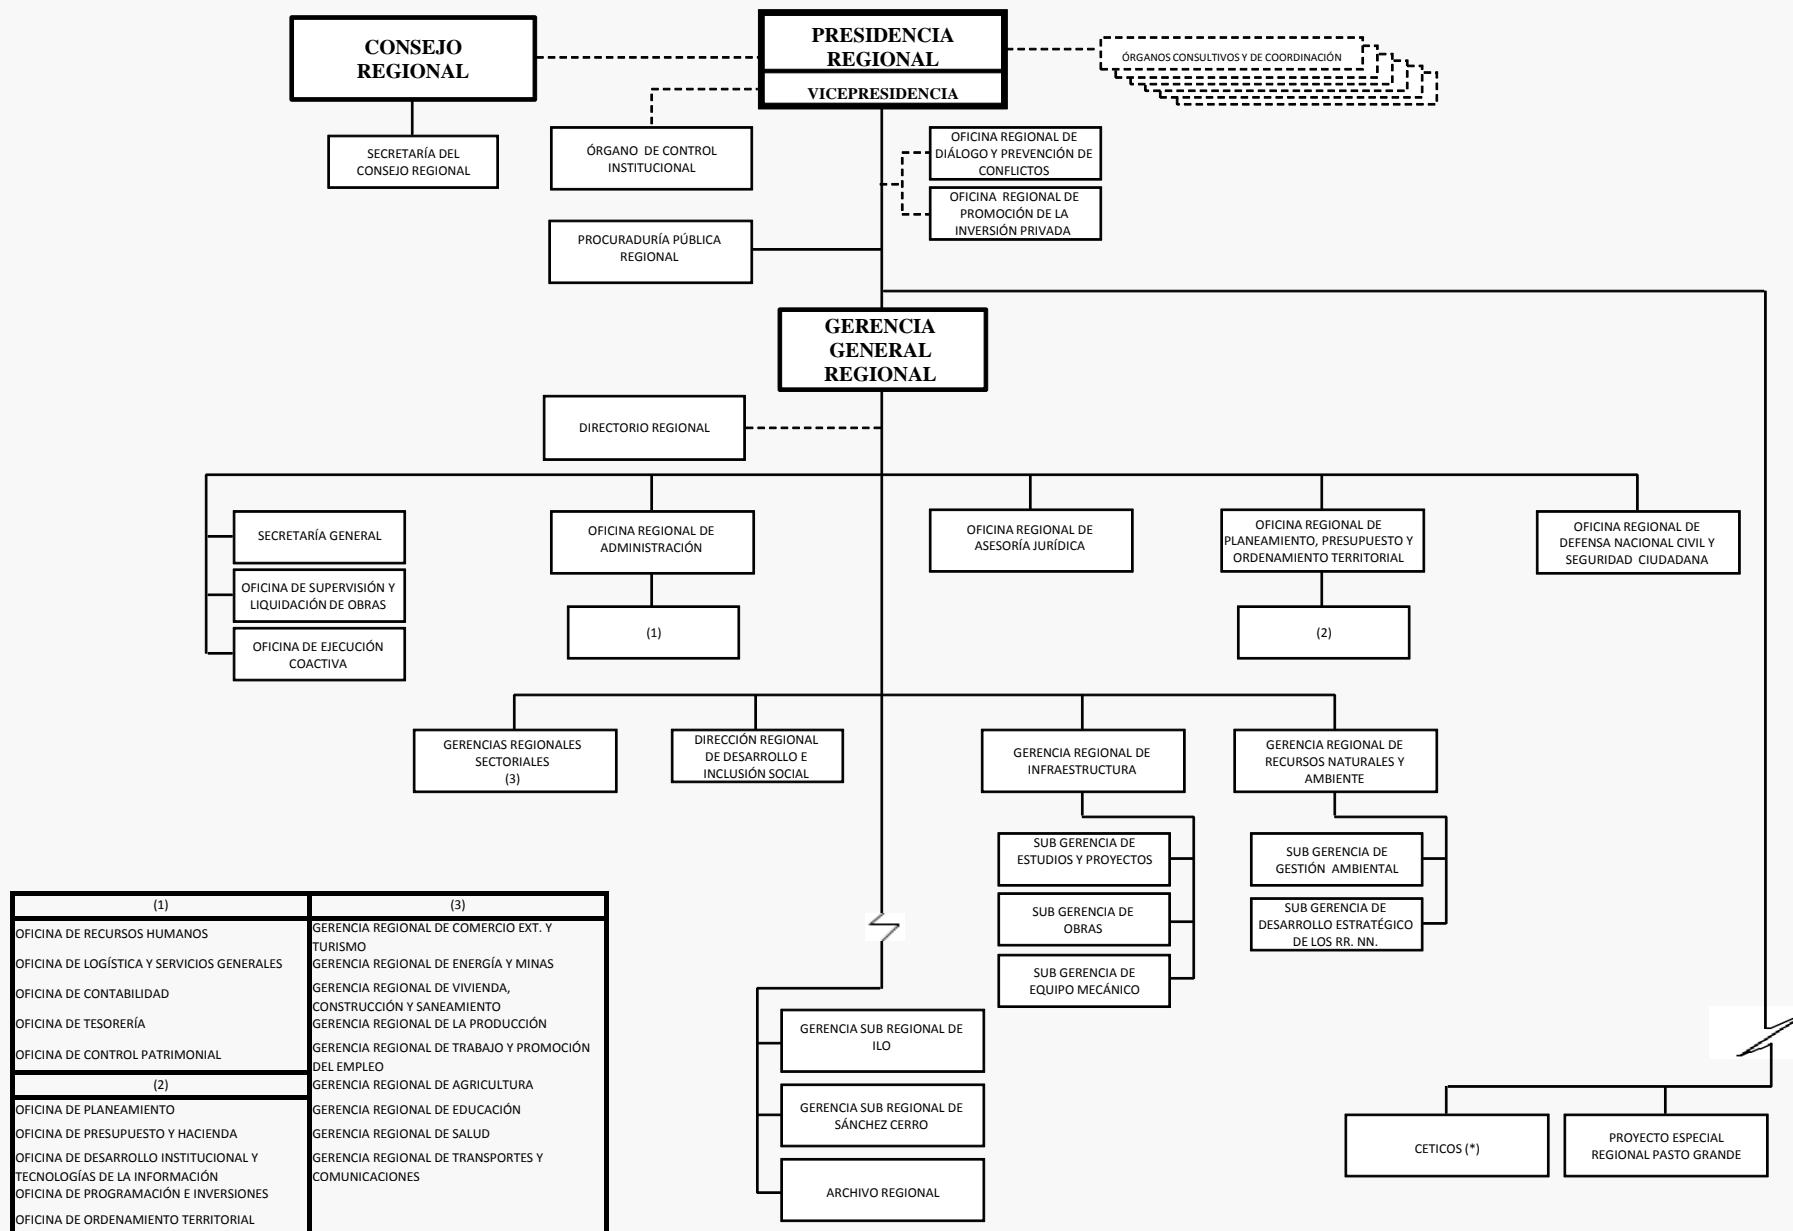 CONSEJO
REGIONAL
PRESIDENCIA
REGIONAL
VICEPRESIDENCIA
ÓRGANOS CONSULTIVOS Y DE COORDINACIÓN
SECRETARÍA DEL
CONSEJO REGIONAL
ÓRGANO DE CONTROL
INSTITUCIONAL
OFICINA REGIONAL DE
DIÁLOGO Y PREVENCIÓN DE
CONFLICTOS
OFICINA REGIONAL DE
PROMOCIÓN DE LA
INVERSIÓN PRIVADA
PROCURADURÍA PÚBLICA
REGIONAL
GERENCIA
GENERAL
REGIONAL
DIRECTORIO REGIONAL
SECRETARÍA GENERAL
OFICINA DE SUPERVISIÓN Y
LIQUIDACIÓN DE OBRAS
OFICINA DE EJECUCIÓN
COACTIVA
OFICINA REGIONAL DE
ADMINISTRACIÓN
(1)
OFICINA REGIONAL DE
ASESORÍA JURÍDICA
OFICINA REGIONAL DE
PLANEAMIENTO, PRESUPUESTO Y
ORDENAMIENTO TERRITORIAL
(2)
OFICINA REGIONAL DE
DEFENSA NACIONAL CIVIL Y
SEGURIDAD CIUDADANA
GERENCIAS REGIONALES
SECTORIALES
(3)
DIRECCIÓN REGIONAL
DE DESARROLLO E
INCLUSIÓN SOCIAL
GERENCIA REGIONAL DE
INFRAESTRUCTURA
GERENCIA REGIONAL DE
RECURSOS NATURALES Y
AMBIENTE
SUB GERENCIA DE
ESTUDIOS Y PROYECTOS
SUB GERENCIA DE
OBRAS
SUB GERENCIA DE
EQUIPO MECÁNICO
SUB GERENCIA DE
GESTIÓN AMBIENTAL
SUB GERENCIA DE
DESARROLLO ESTRATÉGICO
DE LOS RR. NN.
(1)
OFICINA DE RECURSOS HUMANOS
OFICINA DE LOGÍSTICA Y SERVICIOS GENERALES
OFICINA DE CONTABILIDAD
OFICINA DE TESORERÍA
OFICINA DE CONTROL PATRIMONIAL
(2)
OFICINA DE PLANEAMIENTO
OFICINA DE PRESUPUESTO Y HACIENDA
OFICINA DE DESARROLLO INSTITUCIONAL Y
TECNOLOGÍAS DE LA INFORMACIÓN
OFICINA DE PROGRAMACIÓN E INVERSIONES
OFICINA DE ORDENAMIENTO TERRITORIAL
(3)
GERENCIA REGIONAL DE COMERCIO EXT. Y
TURISMO
GERENCIA REGIONAL DE ENERGÍA Y MINAS
GERENCIA REGIONAL DE VIVIENDA,
CONSTRUCCIÓN Y SANEAMIENTO
GERENCIA REGIONAL DE LA PRODUCCIÓN
GERENCIA REGIONAL DE TRABAJO Y PROMOCIÓN
DEL EMPLEO
GERENCIA REGIONAL DE AGRICULTURA
GERENCIA REGIONAL DE EDUCACIÓN
GERENCIA REGIONAL DE SALUD
GERENCIA REGIONAL DE TRANSPORTES Y
COMUNICACIONES
GERENCIA SUB REGIONAL DE
ILO
GERENCIA SUB REGIONAL DE
SÁNCHEZ CERRO
ARCHIVO REGIONAL
CETICOS (*)
PROYECTO ESPECIAL
REGIONAL PASTO GRANDE